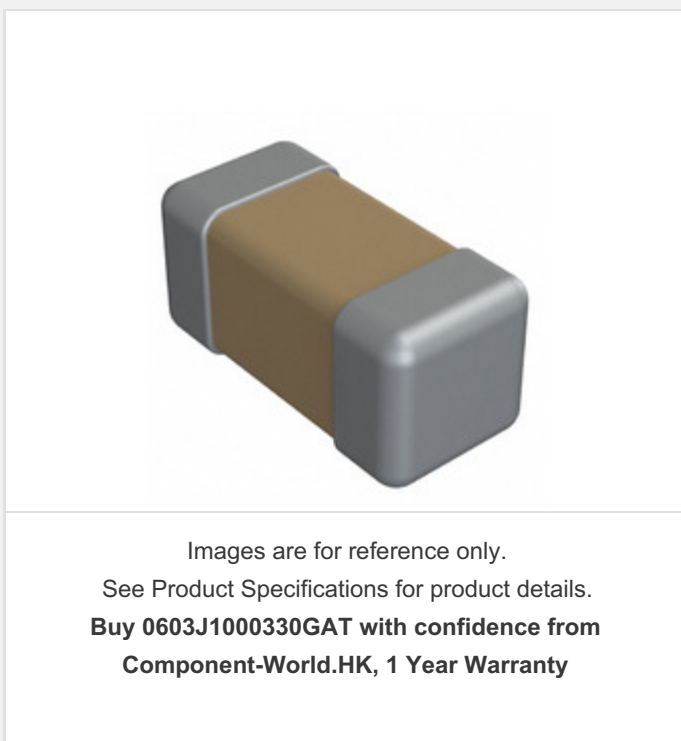 Images are for reference only.
See Product Specifications for product details.
Buy 0603J1000330GAT with confidence from
Component-World.HK, 1 Year Warranty